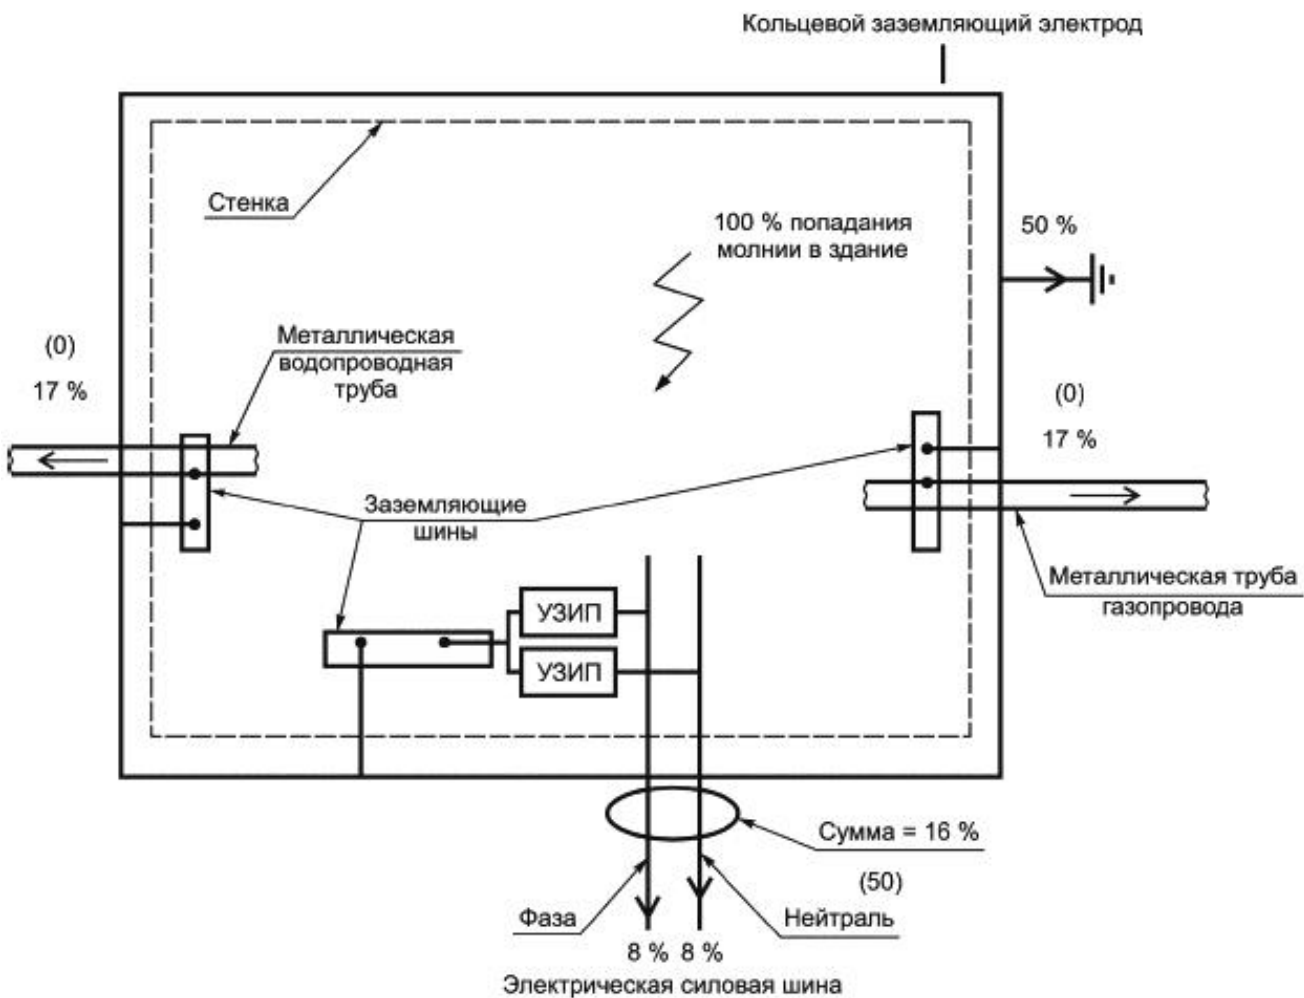 Кольцевой заземляющий электрод
Стенка
100 % попадания
молнии в здание
50 %
(0)
17 %
Металлическая
водопроводная
труба
(0)
17 %
Заземляющие
шины
Металлическая труба
газопровода
УЗИП
УЗИП
Сумма = 16 %
(50)
Фаза
Нейтраль
8 % 8 %
Электрическая силовая шина